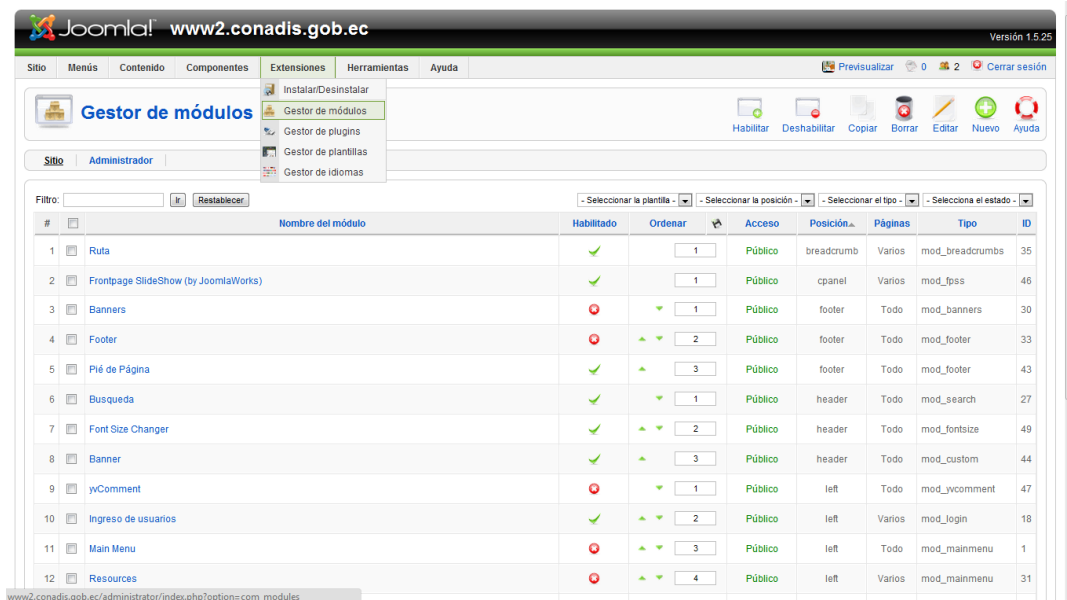 Joomla! www2.conadis.gob.ec
Versión 1.5.25
Sitio Menús Contenido Componentes Extensiones Herramientas Ayuda Previsualizar 0 2 Cerrar sesión
Instalar/Desinstalar
Gestor de módulos
Gestor de plugins
Gestor de plantillas
Gestor de idiomas
Gestor de módulos
Habilitar Deshabilitar Copiar Borrar Editar Nuevo Ayuda
Sitio Administrador
Filtro: Ir Restablecer - Seleccionar la plantilla - - Seleccionar la posición - - Seleccionar el tipo - - Selecciona el estado -
# Nombre del módulo Habilitado Ordenar Acceso Posición Páginas Tipo ID
1 Ruta 1 Público breadcrumb Varios mod_breadcrumbs 35
2 Frontpage SlideShow (by JoomlaWorks) 1 Público cpanel Varios mod_fpss 46
3 Banners 1 Público footer Todo mod_banners 30
4 Footer 2 Público footer Todo mod_footer 33
5 Pié de Página 3 Público footer Todo mod_footer 43
6 Busqueda 1 Público header Todo mod_search 27
7 Font Size Changer 2 Público header Todo mod_fontsize 49
8 Banner 3 Público header Todo mod_custom 44
9 yvComment 1 Público left Todo mod_yvcomment 47
10 Ingreso de usuarios 2 Público left Varios mod_login 18
11 Main Menu 3 Público left Todo mod_mainmenu 1
12 Resources 4 Público left Varios mod_mainmenu 31
www2.conadis.gob.ec/administrator/index.php?option=com_modules